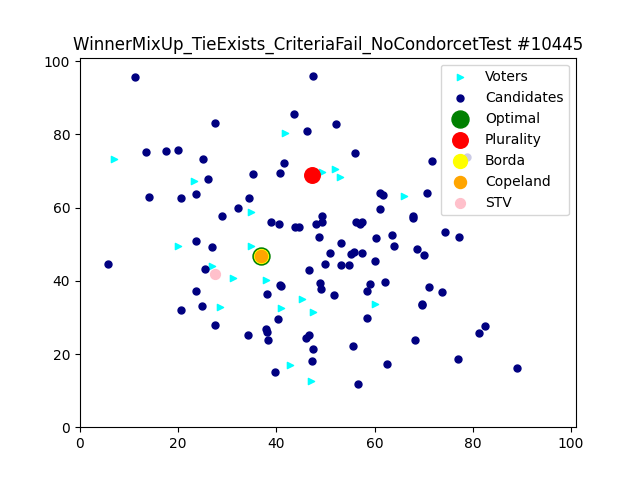 WinnerMixUp_TieExists_CriteriaFail_NoCondorcetTest #10445
100
80
60
40
20
0
0 20 40 60 80 100
Voters
Candidates
Optimal
Plurality
Borda
Copeland
STV